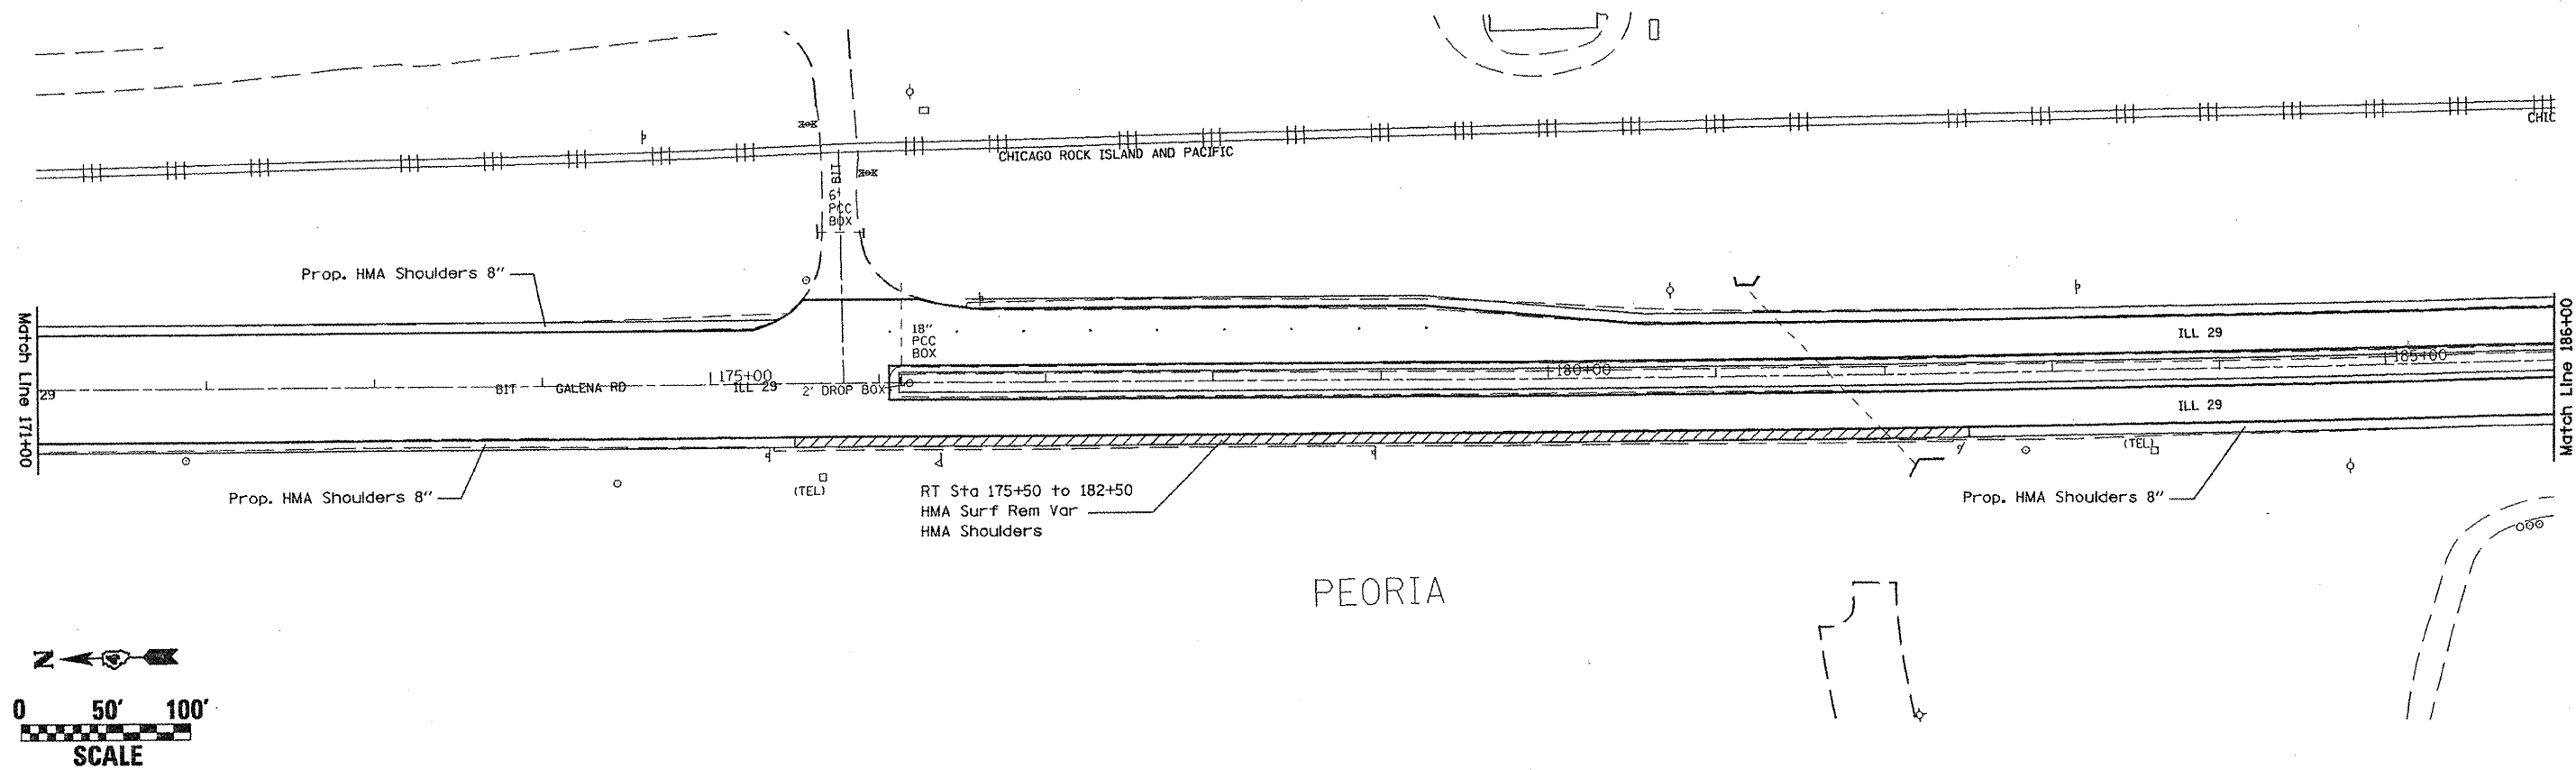 CHICAGO ROCK ISLAND AND PACIFIC
CHIC
BIT
6'
PCC
BOX
Prop. HMA Shoulders 8"
18"
PCC
BOX
Match Line 171+00
Match Line 186+00
ILL 29
185+00
180+00
175+00
29
BIT
GALENA RD
ILL 29
2' DROP BOX
ILL 29
(TEL)
(TEL)
Prop. HMA Shoulders 8"
RT Sta 175+50 to 182+50
HMA Surf Rem Var
HMA Shoulders
Prop. HMA Shoulders 8"
PEORIA
N
0 50' 100'
SCALE